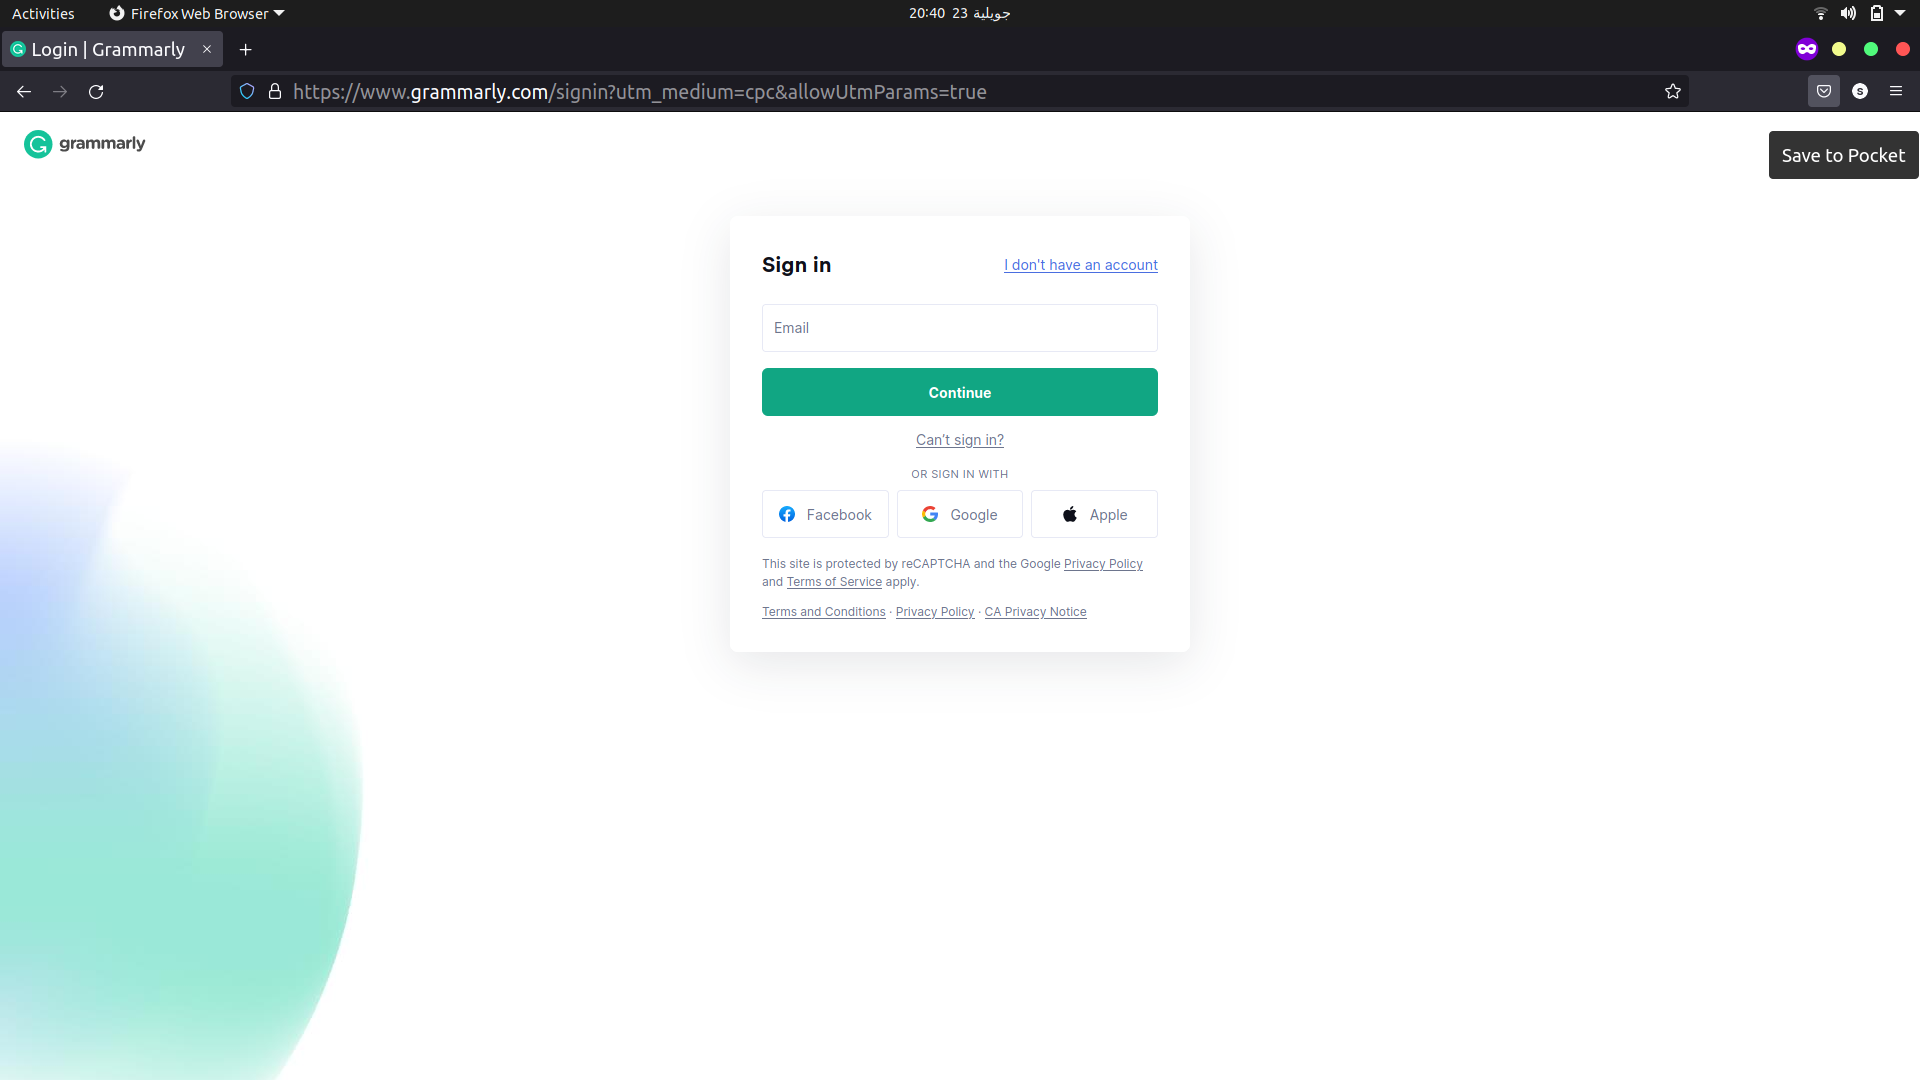 Activities
Firefox Web Browser
20:40 23 جويلية
Login | Grammarly
https://www.grammarly.com/signin?utm_medium=cpc&allowUtmParams=true
S
grammarly
Save to Pocket
Sign in
I don't have an account
Email
Continue
Can't sign in?
OR SIGN IN WITH
Facebook
Google
Apple
This site is protected by reCAPTCHA and the Google Privacy Policy
and Terms of Service apply.
Terms and Conditions · Privacy Policy · CA Privacy Notice